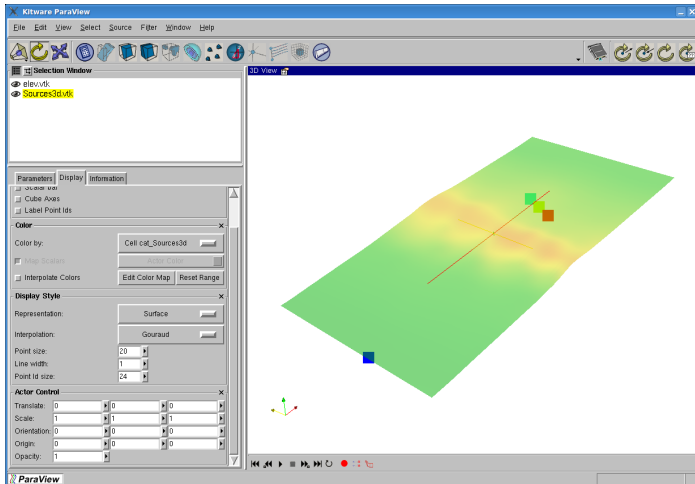 Kitware ParaView
File Edit View Select Source Filter Window Help
Selection Window
3D View
elev.vtk
Sources3d.vtk
Parameters Display Information
Scalar bar
Cube Axes
Label Point Ids
Color
Color by: Cell cat_Sources3d
Map Scalars Actor Color
Interpolate Colors Edit Color Map Reset Range
Display Style
Representation: Surface
Interpolation: Gouraud
Point size: 20
Line width: 1
Point Id size: 24
Actor Control
Translate: 0 0 0
Scale: 1 1 1
Orientation: 0 0 0
Origin: 0 0 0
Opacity: 1
ParaView